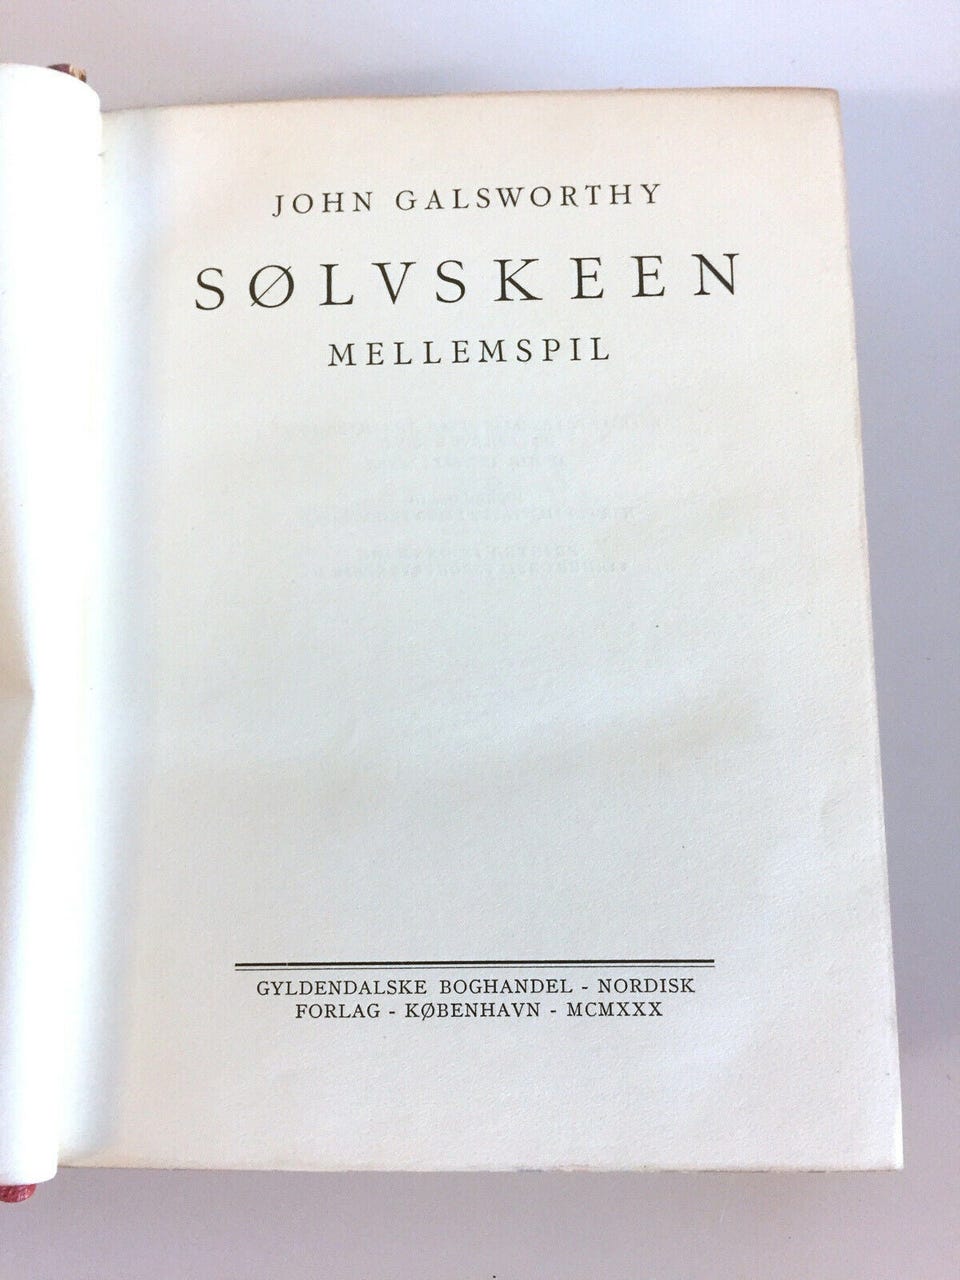 JOHN GALSWORTHY
SØLVSKEEN
MELLEMSPIL
GYLDENDALSKE BOGHANDEL - NORDISK
FORLAG - KØBENHAVN - MCMXXX